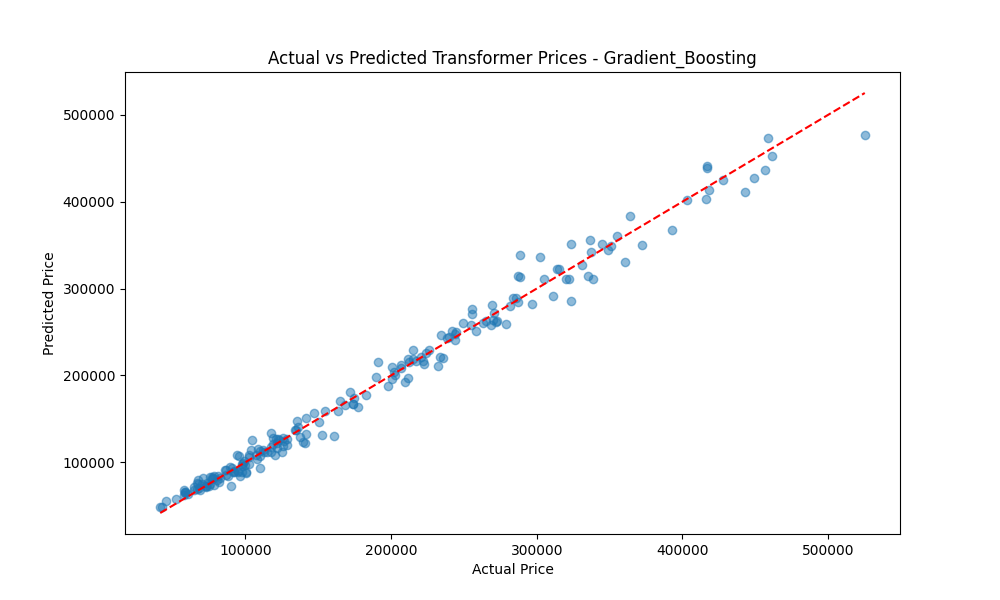 Actual vs Predicted Transformer Prices - Gradient_Boosting
500000
400000
300000
200000
100000
Predicted Price
100000 200000 300000 400000 500000
Actual Price